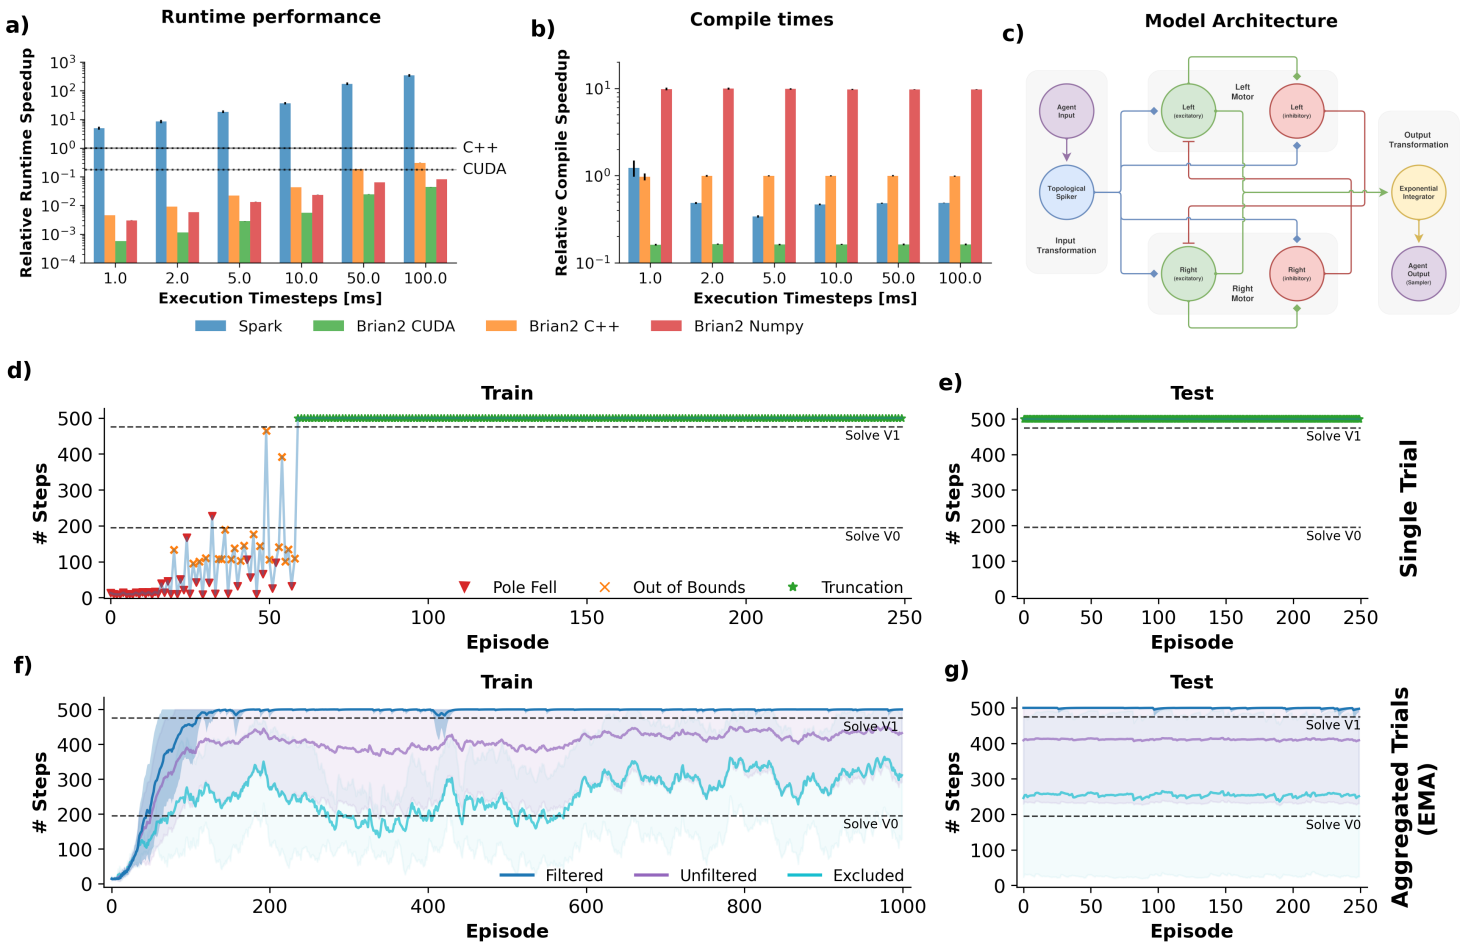 a)
Runtime performance
Relative Runtime Speedup
10³
10²
10¹
10⁰
10⁻¹
10⁻²
10⁻³
10⁻⁴
C++
CUDA
1.0 2.0 5.0 10.0 50.0 100.0
Execution Timesteps [ms]
b)
Compile times
Relative Compile Speedup
10¹
10⁰
10⁻¹
1.0 2.0 5.0 10.0 50.0 100.0
Execution Timesteps [ms]
Spark Brian2 CUDA Brian2 C++ Brian2 Numpy
c)
Model Architecture
Agent
Input
Topological
Spiker
Input
Transformation
Left
(excitatory)
Left
Motor
Left
(inhibitory)
Right
(excitatory)
Right
Motor
Right
(inhibitory)
Output
Transformation
Exponential
Integrator
Agent
Output
(Sampler)
d)
Train
# Steps
500
400
300
200
100
0
Solve V1
Solve V0
Pole Fell Out of Bounds Truncation
0 50 100 150 200 250
Episode
e)
Test
# Steps
500
400
300
200
100
0
Solve V1
Solve V0
0 50 100 150 200 250
Episode
Single Trial
f)
Train
# Steps
500
400
300
200
100
0
Solve V1
Solve V0
Filtered Unfiltered Excluded
0 200 400 600 800 1000
Episode
g)
Test
# Steps
500
400
300
200
100
0
Solve V1
Solve V0
0 50 100 150 200 250
Episode
Aggregated Trials
(EMA)